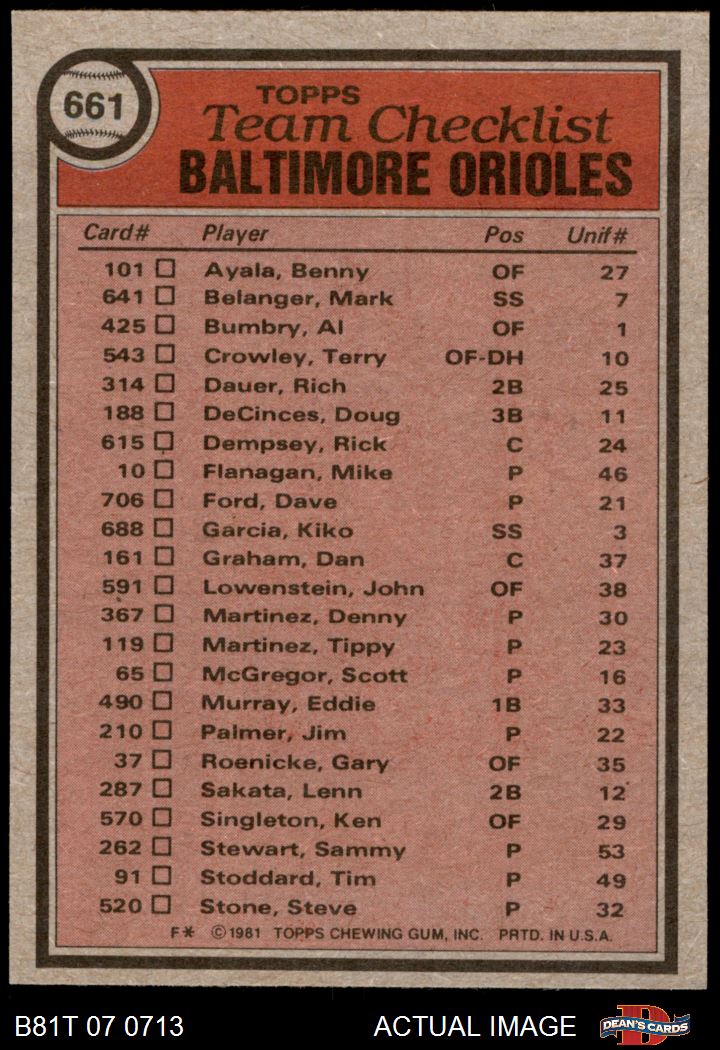 661
TOPPS
Team Checklist
BALTIMORE ORIOLES
Card# Player Pos Unif#
101 Ayala, Benny OF 27
641 Belanger, Mark SS 7
425 Bumbry, Al OF 1
543 Crowley, Terry OF-DH 10
314 Dauer, Rich 2B 25
188 DeCinces, Doug 3B 11
615 Dempsey, Rick C 24
10 Flanagan, Mike P 46
706 Ford, Dave P 21
688 Garcia, Kiko SS 3
161 Graham, Dan C 37
591 Lowenstein, John OF 38
367 Martinez, Denny P 30
119 Martinez, Tippy P 23
65 McGregor, Scott P 16
490 Murray, Eddie 1B 33
210 Palmer, Jim P 22
37 Roenicke, Gary OF 35
287 Sakata, Lenn 2B 12
570 Singleton, Ken OF 29
262 Stewart, Sammy P 53
91 Stoddard, Tim P 49
520 Stone, Steve P 32
F* ©1981 TOPPS CHEWING GUM, INC. PRTD. IN U.S.A.
B81T 07 0713 ACTUAL IMAGE D DEAN'S CARDS